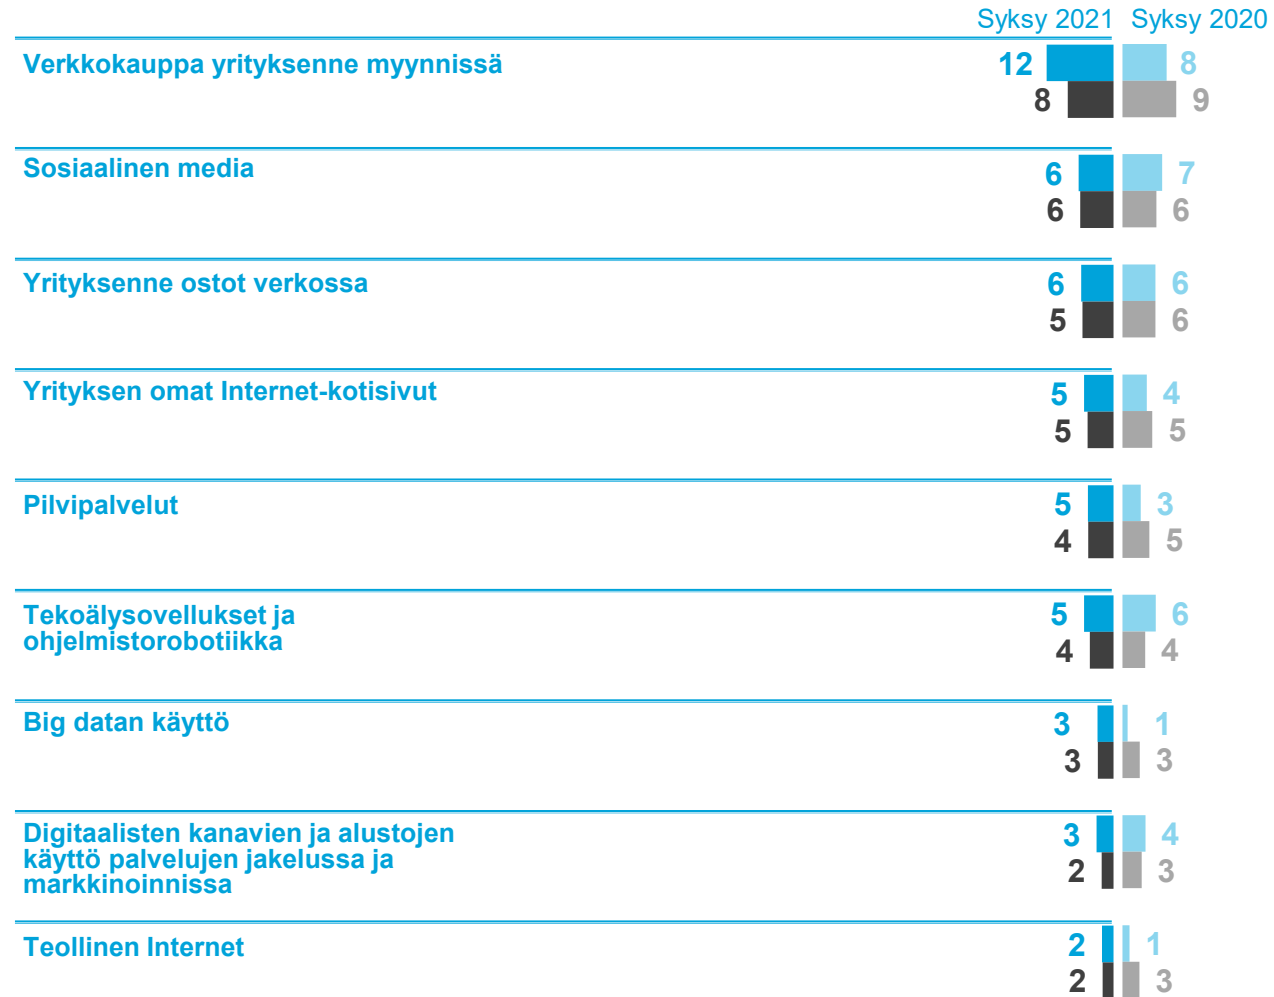 Syksy 2021 Syksy 2020
Verkkokauppa yrityksenne myynnissä
12 8
8 9
Sosiaalinen media
6 7
6 6
Yrityksenne ostot verkossa
6 6
5 6
Yrityksen omat Internet-kotisivut
5 4
5 5
Pilvipalvelut
5 3
4 5
Tekoälysovellukset ja
ohjelmistorobotiikka
5 6
4 4
Big datan käyttö
3 1
3 3
Digitaalisten kanavien ja alustojen
käyttö palvelujen jakelussa ja
markkinoinnissa
3 4
2 3
Teollinen Internet
2 1
2 3